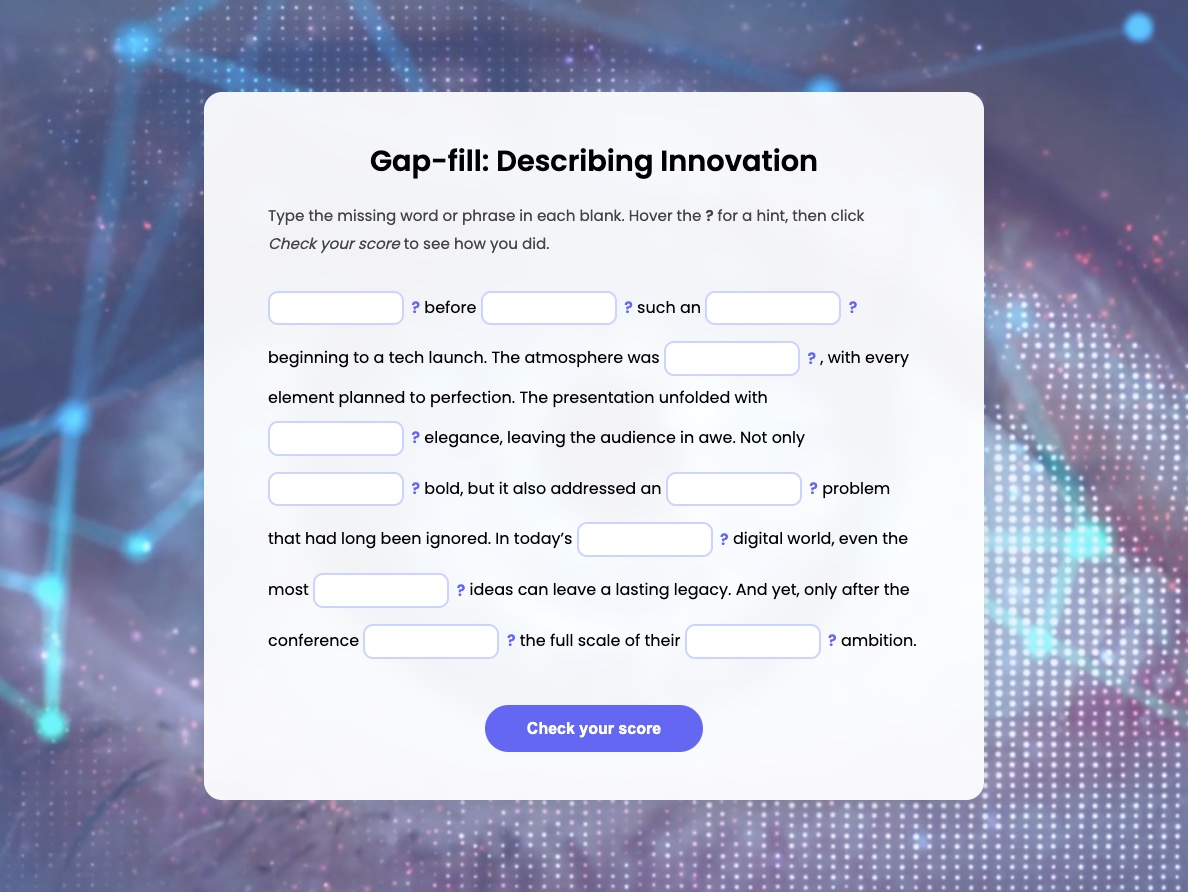 Gap-fill: Describing Innovation
Type the missing word or phrase in each blank. Hover the ? for a hint, then click
Check your score to see how you did.
? before ? such an ?
beginning to a tech launch. The atmosphere was ? , with every
element planned to perfection. The presentation unfolded with
? elegance, leaving the audience in awe. Not only
? bold, but it also addressed an ? problem
that had long been ignored. In today’s ? digital world, even the
most ? ideas can leave a lasting legacy. And yet, only after the
conference ? the full scale of their ? ambition.
Check your score